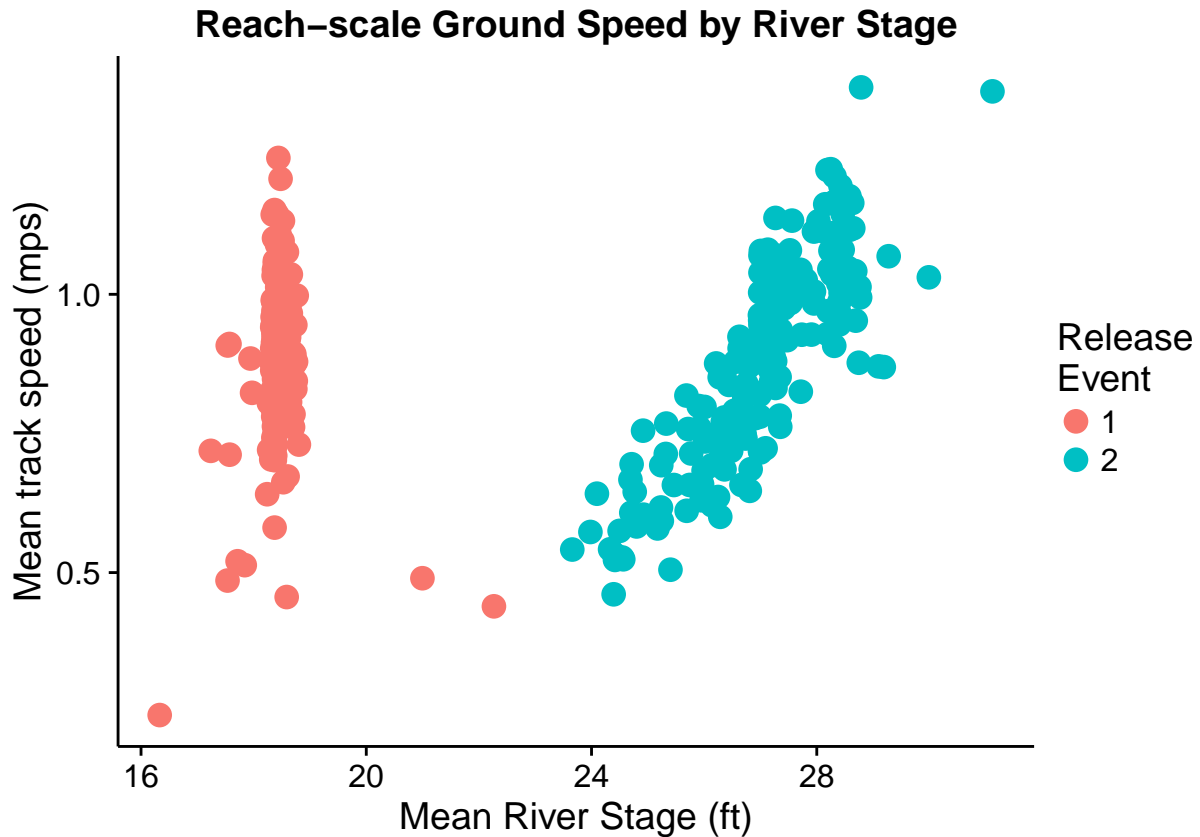 Reach−scale Ground Speed by River Stage
Mean track speed (mps)
1.0
0.5
16 20 24 28
Mean River Stage (ft)
Release
Event
1
2